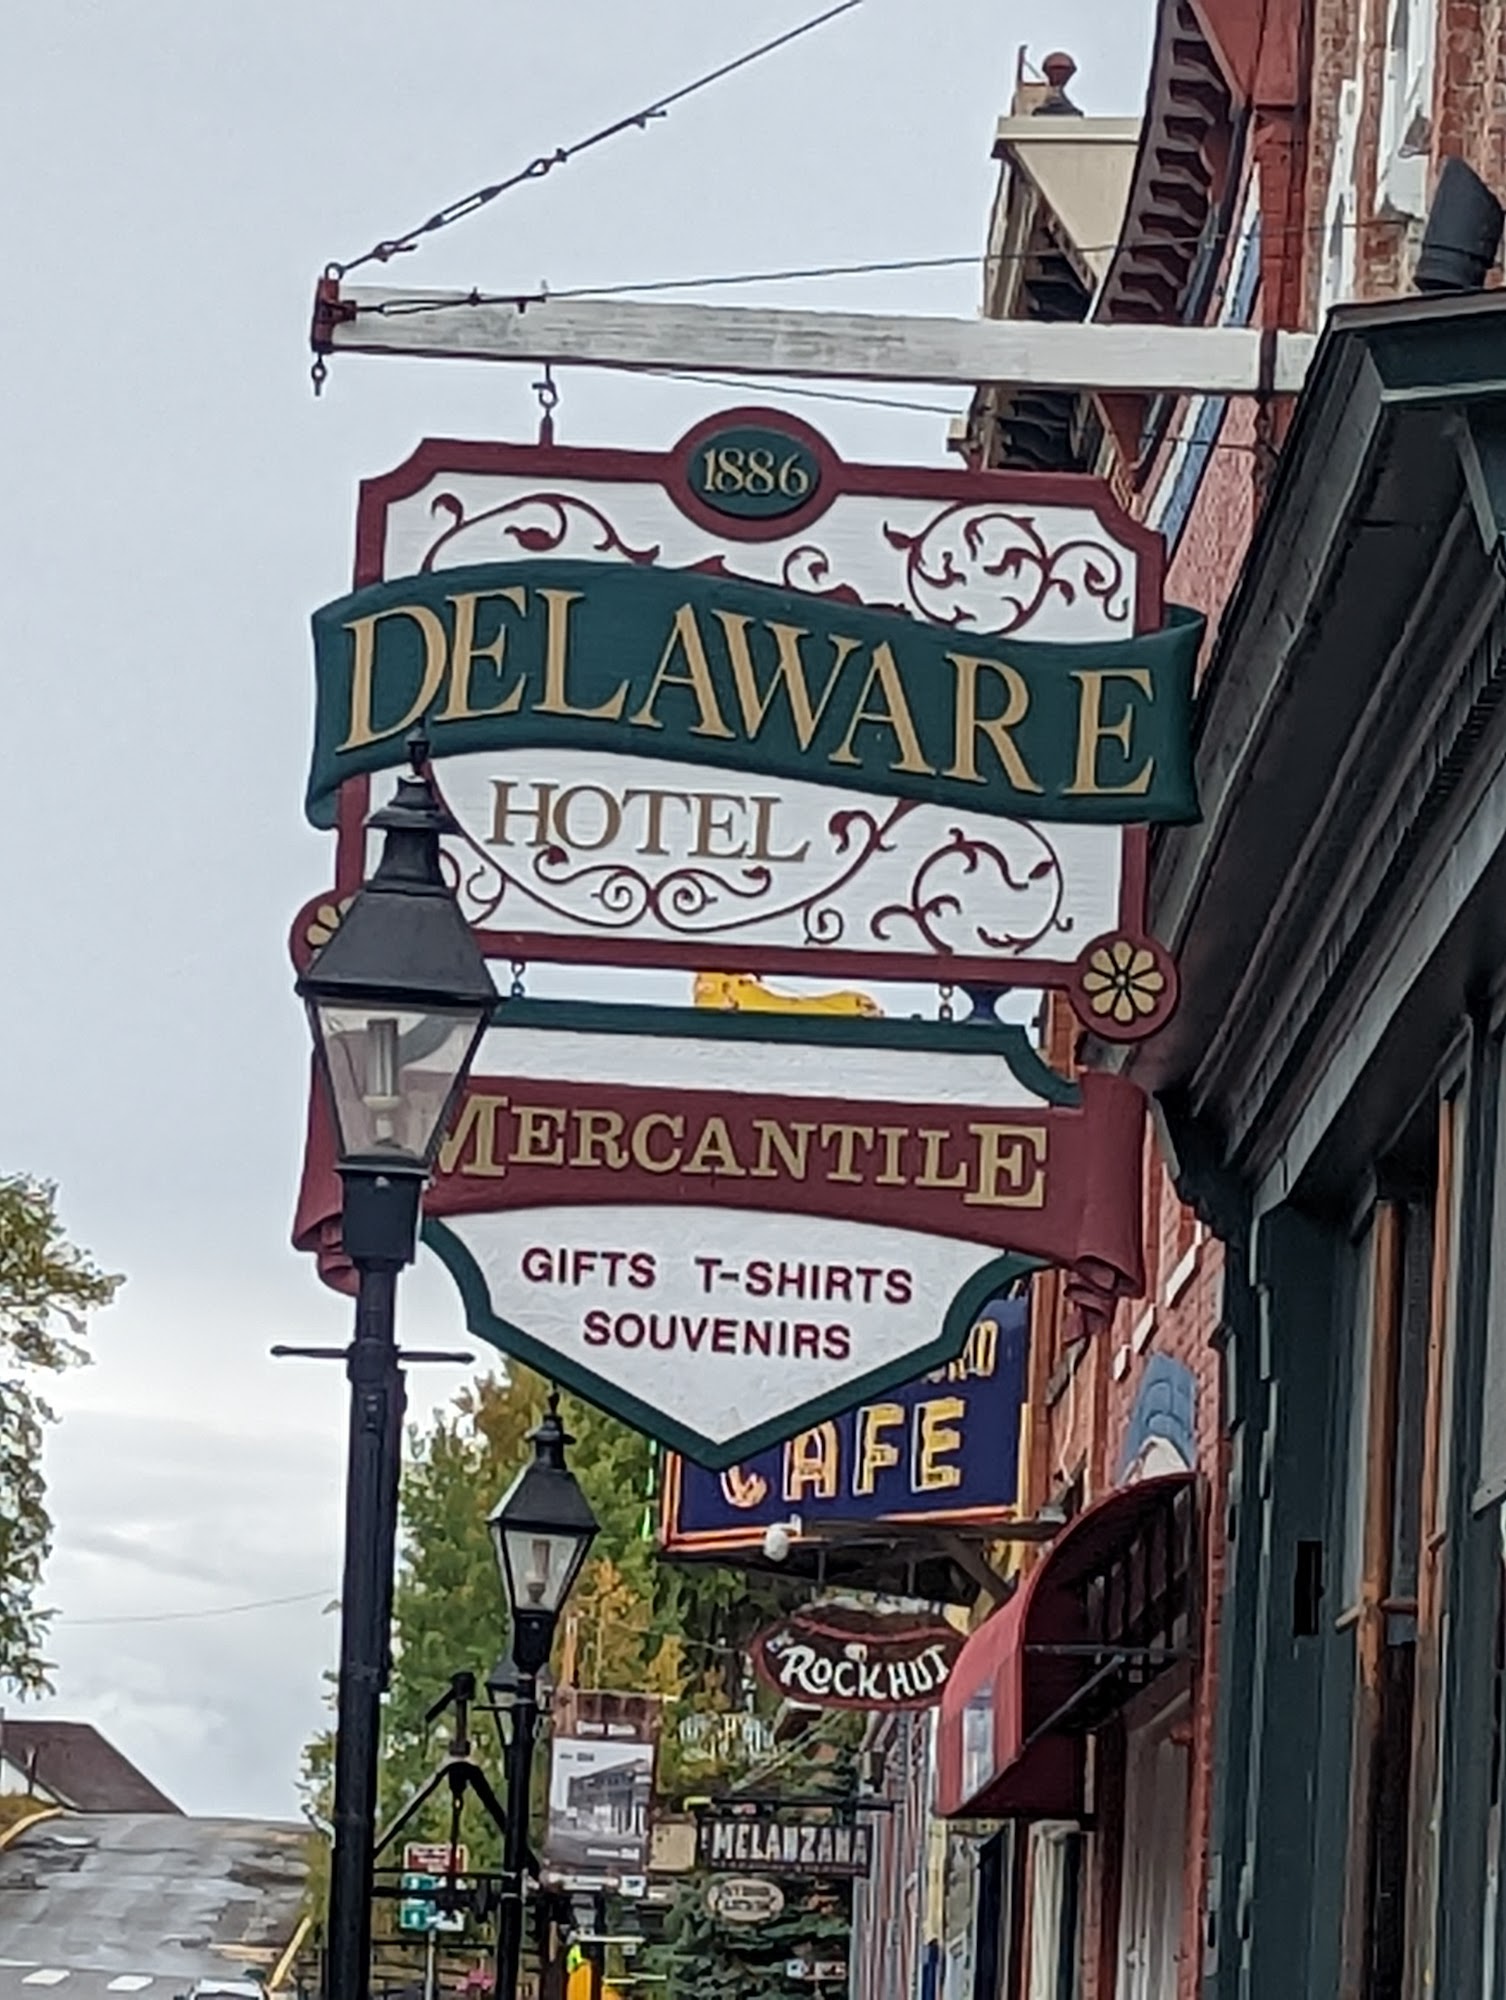 1886
DELAWARE
HOTEL
MERCANTILE
GIFTS T-SHIRTS
SOUVENIRS
CAFE
ROCK HUT
MELANZANA